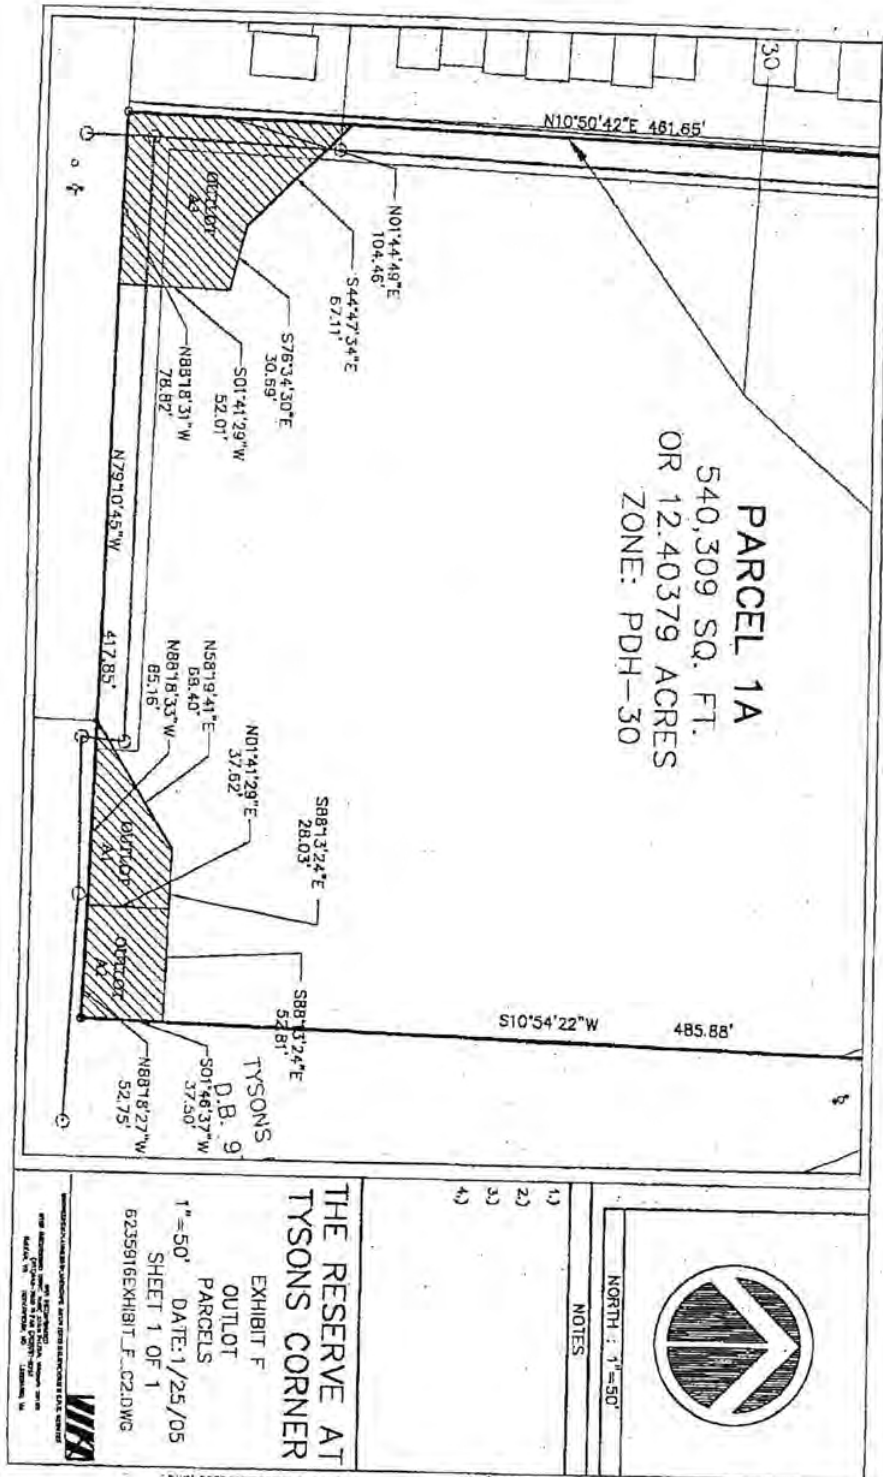 30
N10°50'42"E 461.65'
N01°44'49"E
104.46'
S44°47'34"E
67.11'
S76°34'30"E
30.69'
S01°41'29"W
52.01'
N88°18'31"W
78.82'
OUTLOT
PARCEL 1A
540,309 SQ. FT.
OR 12.40379 ACRES
ZONE: PDH-30
N79°10'45"W
417.85'
N58°19'41"E
68.40'
N88°18'33"W
65.16'
N01°41'29"E
37.62'
S88°13'24"E
28.03'
OUTLOT
A1
OUTLOT
A2
S88°13'24"E
52.81'
S10°54'22"W
485.88'
S01°46'37"W
37.50'
N88°18'27"W
52.75'
TYSONS
D.B. 9
NORTH : 1"=50'
NOTES
1.)
2.)
3.)
4.)
THE RESERVE AT
TYSONS CORNER
EXHIBIT F
OUTLOT
PARCELS
1"=50' DATE:1/25/05
SHEET 1 OF 1
6235916EXHIBIT_F_C2.DWG